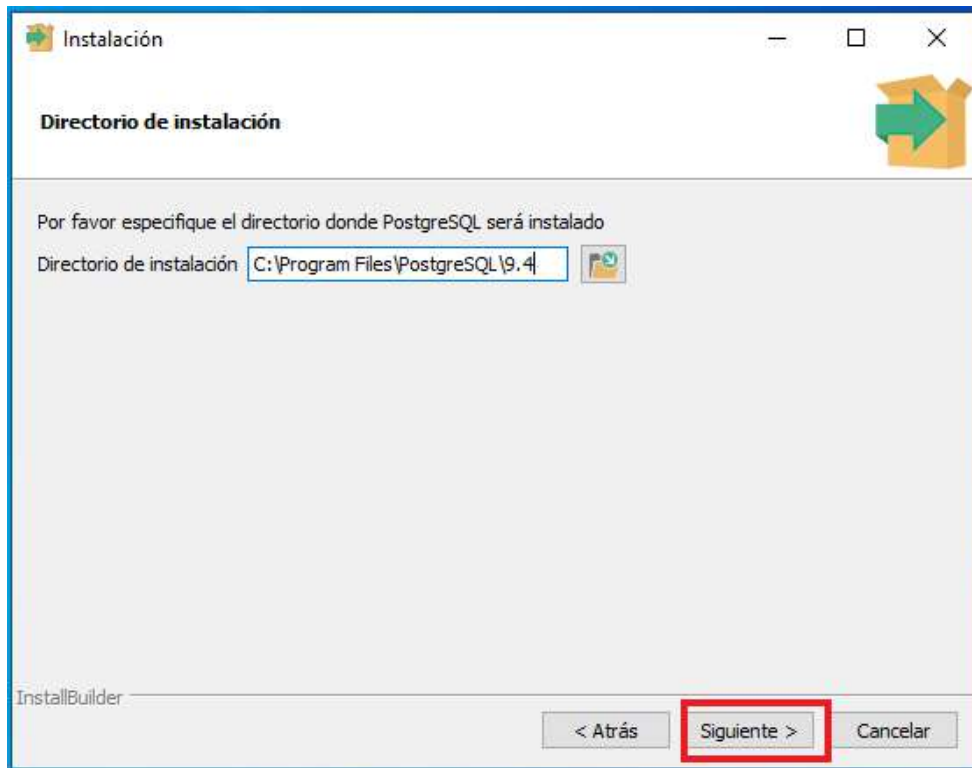 Instalación
Directorio de instalación
Por favor especifique el directorio donde PostgreSQL será instalado
Directorio de instalación C:\Program Files\PostgreSQL\9.4
InstallBuilder
< Atrás Siguiente > Cancelar